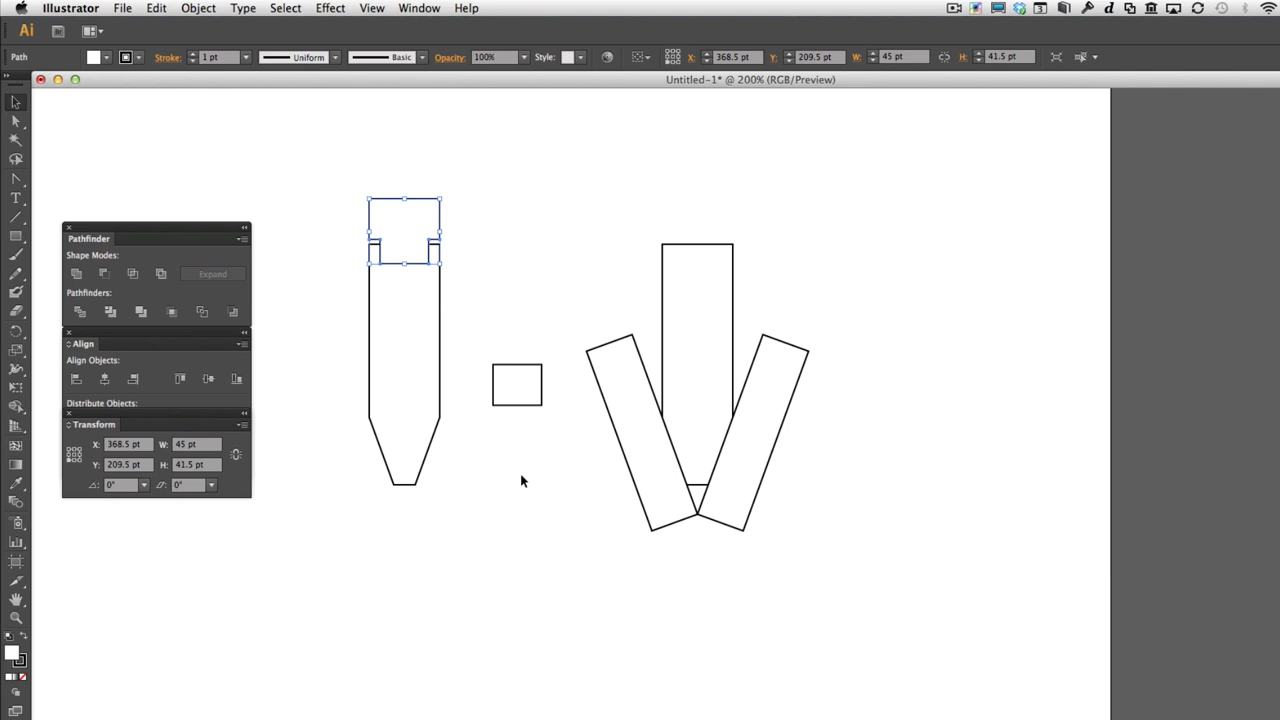 Illustrator File Edit Object Type Select Effect View Window Help
3
Ai Br
Path Stroke: 1 pt Uniform Basic Opacity: 100% Style: X: 368.5 pt Y: 209.5 pt W: 45 pt H: 41.5 pt
Untitled-1* @ 200% (RGB/Preview)
Pathfinder
Shape Modes:
Expand
Pathfinders:
Align
Align Objects:
Distribute Objects:
Transform
X: 368.5 pt W: 45 pt
Y: 209.5 pt H: 41.5 pt
0° 0°